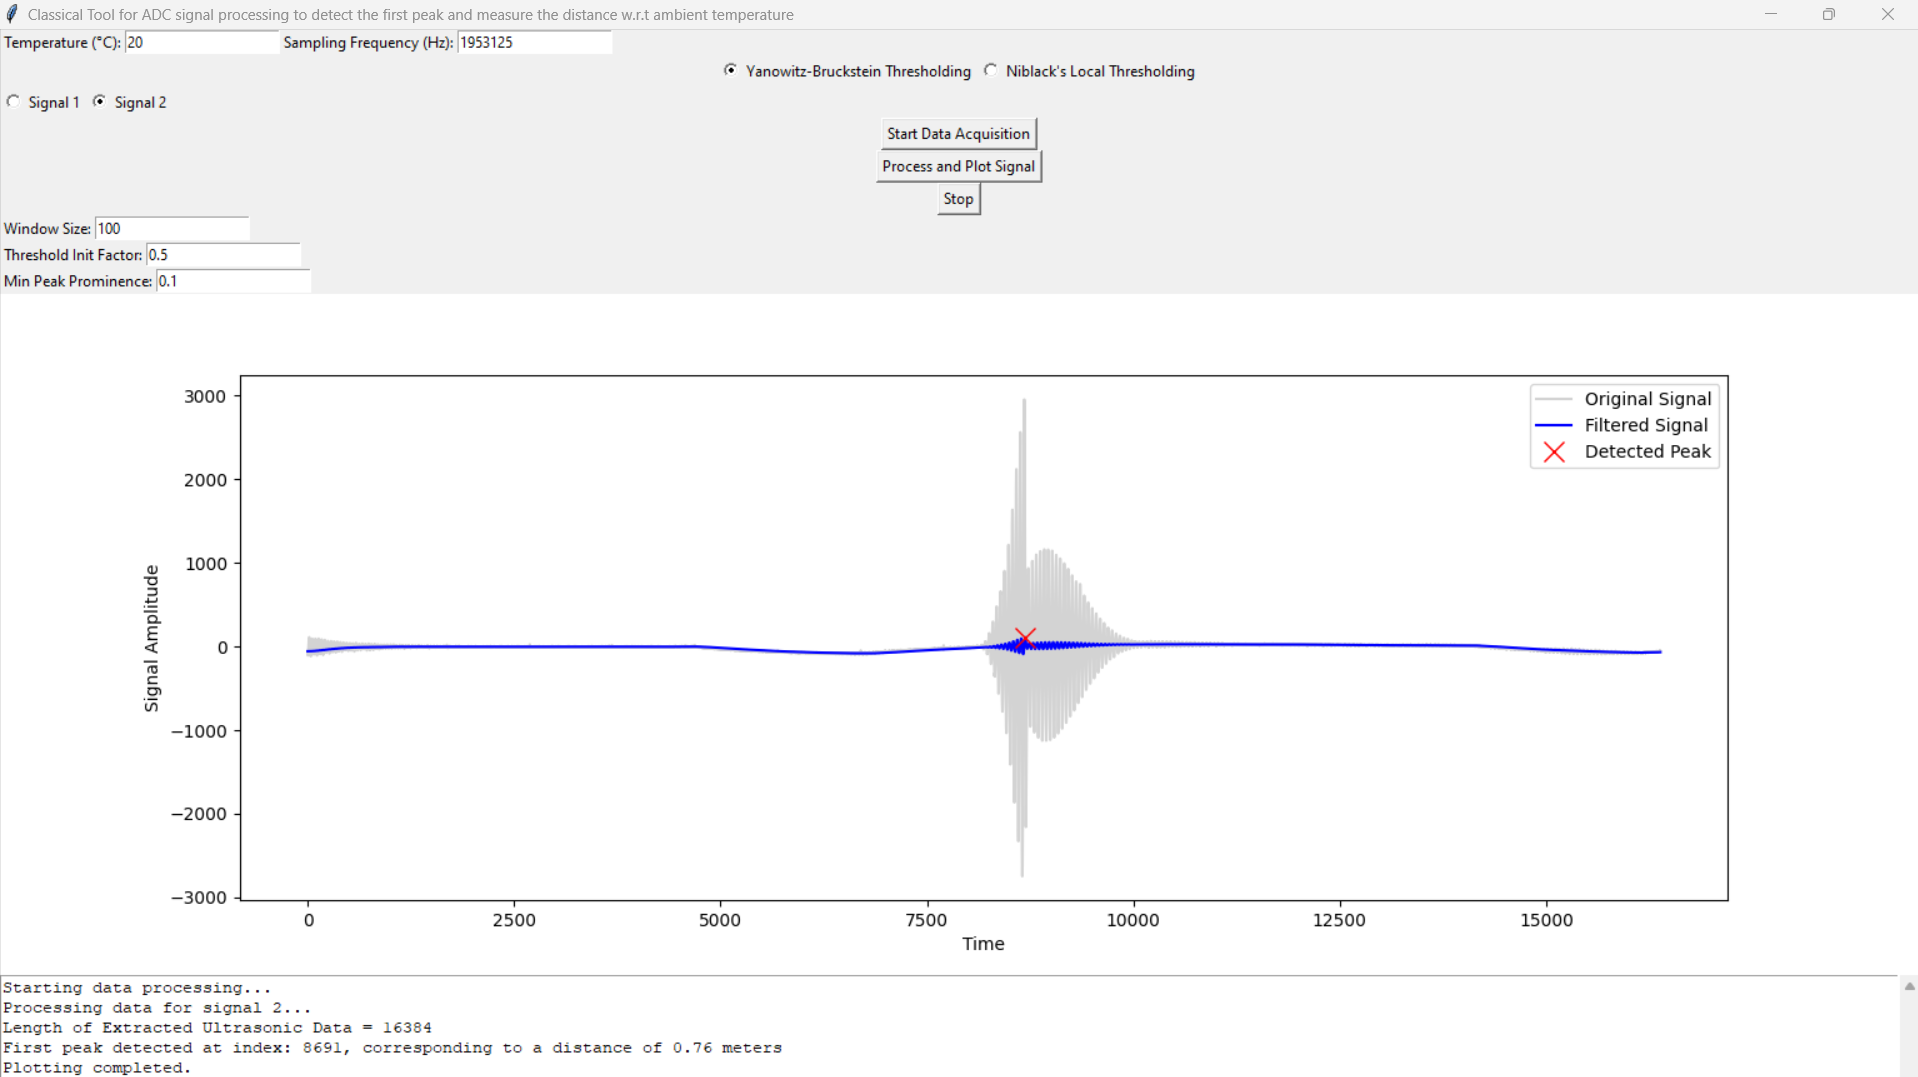 Classical Tool for ADC signal processing to detect the first peak and measure the distance w.r.t ambient temperature
Temperature (°C): 20 Sampling Frequency (Hz): 1953125
Yanowitz-Bruckstein Thresholding Niblack's Local Thresholding
Signal 1 Signal 2
Start Data Acquisition
Process and Plot Signal
Stop
Window Size: 100
Threshold Init Factor: 0.5
Min Peak Prominence: 0.1
Original Signal
Filtered Signal
Detected Peak
3000
2000
1000
0
−1000
−2000
−3000
Signal Amplitude
0 2500 5000 7500 10000 12500 15000
Time
Starting data processing...
Processing data for signal 2...
Length of Extracted Ultrasonic Data = 16384
First peak detected at index: 8691, corresponding to a distance of 0.76 meters
Plotting completed.